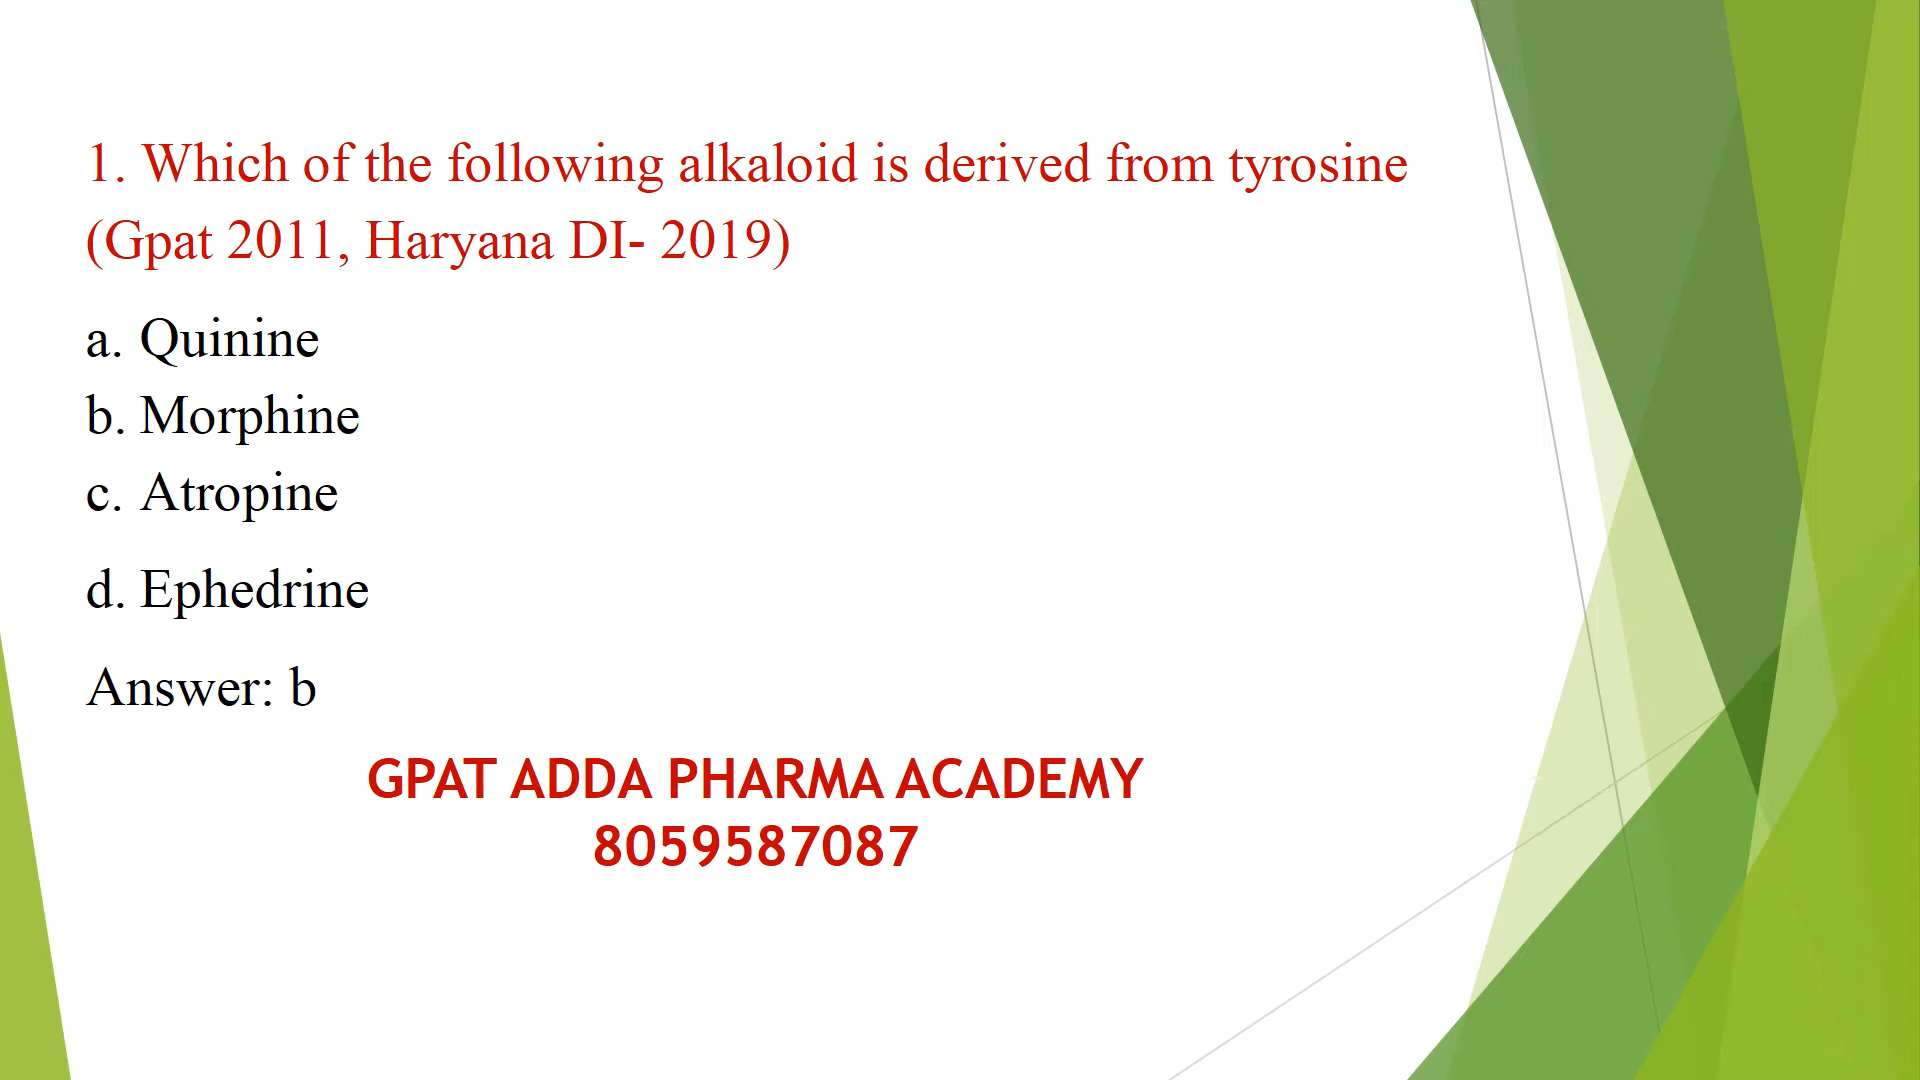 1. Which of the following alkaloid is derived from tyrosine
(Gpat 2011, Haryana DI- 2019)
a. Quinine
b. Morphine
c. Atropine
d. Ephedrine
Answer: b
GPAT ADDA PHARMA ACADEMY
8059587087